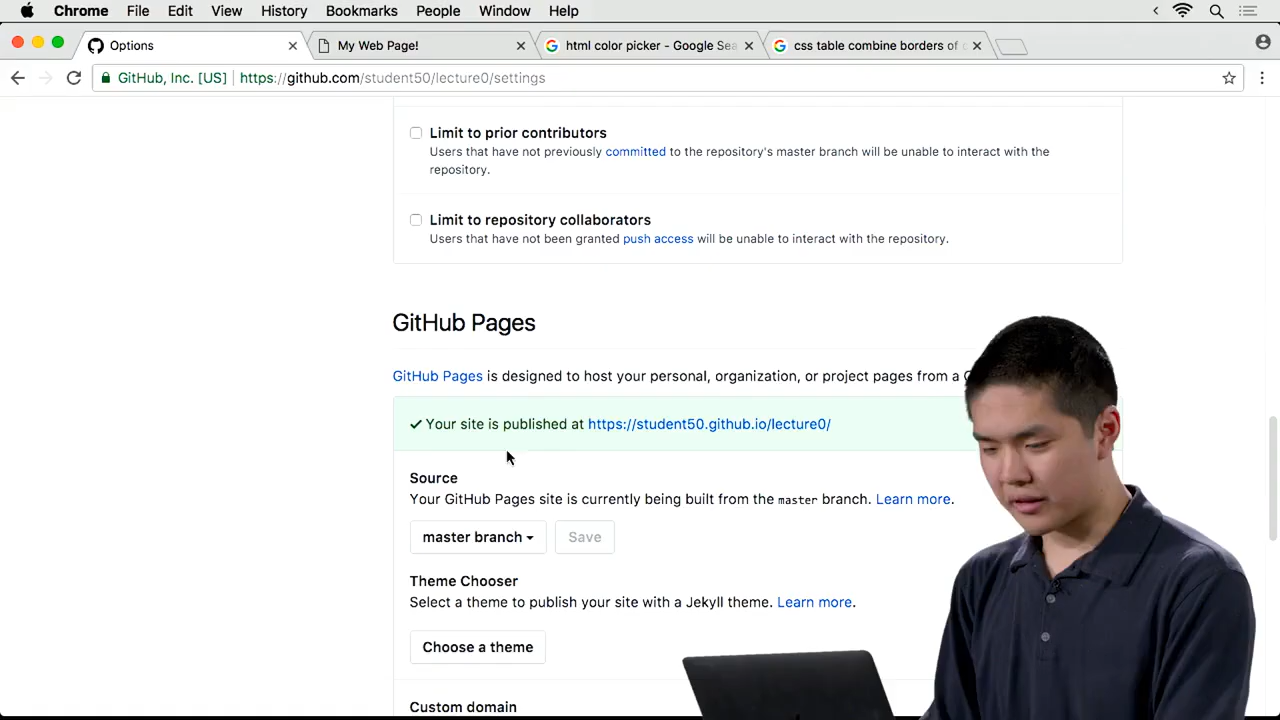 Chrome File Edit View History Bookmarks People Window Help
Options My Web Page! html color picker - Google Sea css table combine borders of c
GitHub, Inc. [US] https://github.com/student50/lecture0/settings
Limit to prior contributors
Users that have not previously committed to the repository's master branch will be unable to interact with the
repository.
Limit to repository collaborators
Users that have not been granted push access will be unable to interact with the repository.
GitHub Pages
GitHub Pages is designed to host your personal, organization, or project pages from a
✓ Your site is published at https://student50.github.io/lecture0/
Source
Your GitHub Pages site is currently being built from the master branch. Learn more.
master branch Save
Theme Chooser
Select a theme to publish your site with a Jekyll theme. Learn more.
Choose a theme
Custom domain